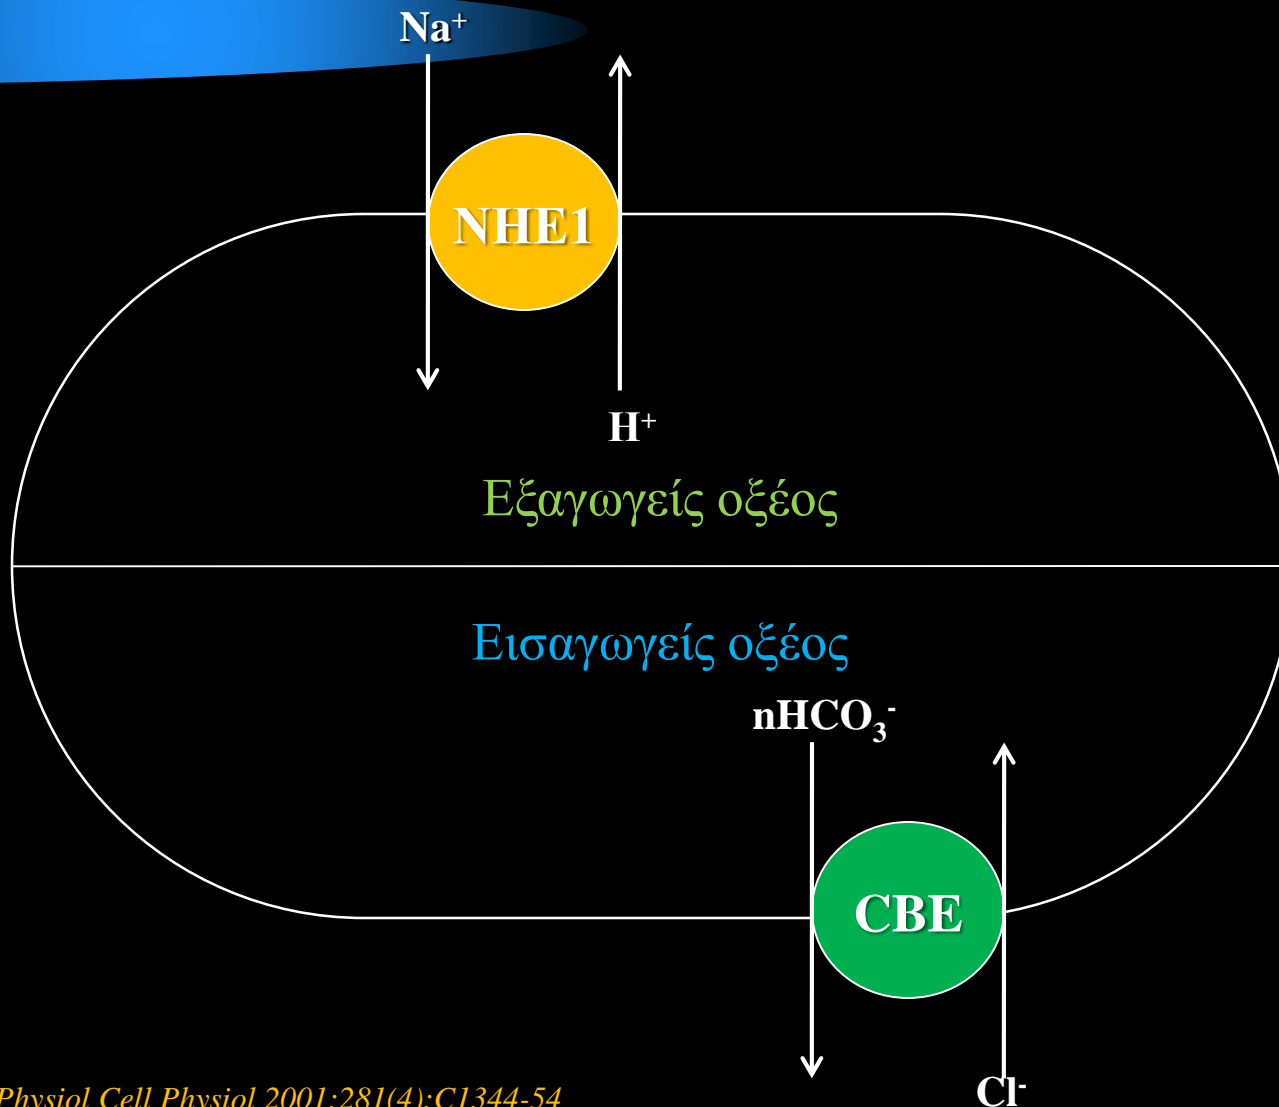 Na⁺
NHE1
H⁺
Εξαγωγείς οξέος
Εισαγωγείς οξέος
nHCO₃⁻
CBE
Cl⁻
Physiol Cell Physiol 2001;281(4):C1344-54